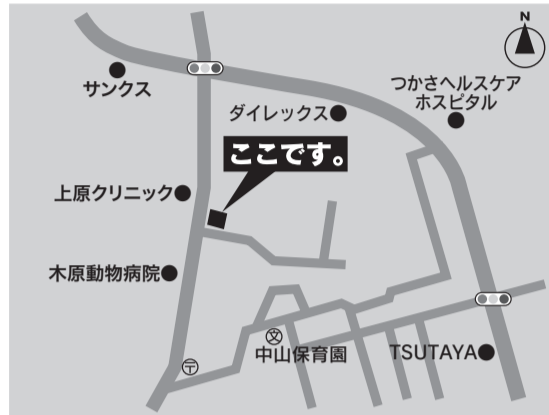 N
サンクス
つかさヘルスケア
ホスピタル
ダイレックス
ここです。
上原クリニック
木原動物病院
〒
文
中山保育園
TSUTAYA